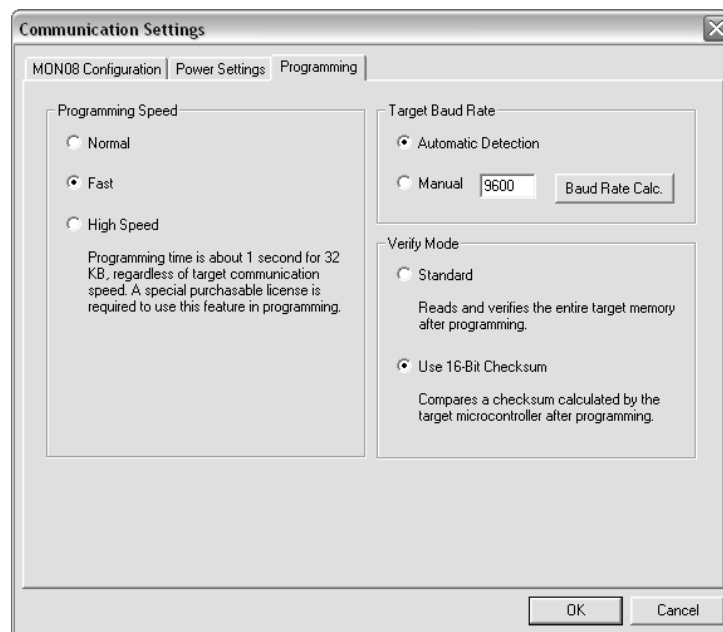 Communication Settings
MON08 Configuration
Power Settings
Programming
Programming Speed
Normal
Fast
High Speed
Programming time is about 1 second for 32
KB, regardless of target communication
speed. A special purchasable license is
required to use this feature in programming.
Target Baud Rate
Automatic Detection
Manual
9600
Baud Rate Calc.
Verify Mode
Standard
Reads and verifies the entire target memory
after programming.
Use 16-Bit Checksum
Compares a checksum calculated by the
target microcontroller after programming.
OK
Cancel